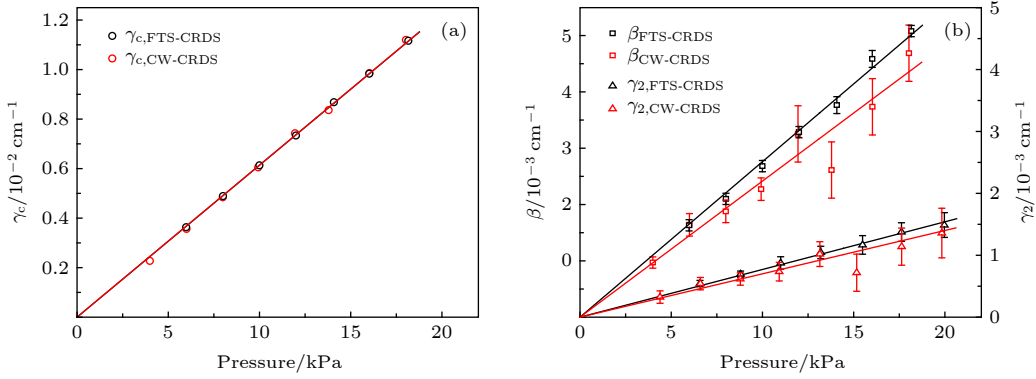 1.2
1.0
0.8
0.6
0.4
0.2
0
5
10
15
20
γc/10−2 cm−1
Pressure/kPa
(a)
γc,FTS-CRDS
γc,CW-CRDS
5
4
3
2
1
0
0
5
10
15
20
5
4
3
2
1
0
β/10−3 cm−1
γ2/10−3 cm−1
Pressure/kPa
(b)
βFTS-CRDS
βCW-CRDS
γ2,FTS-CRDS
γ2,CW-CRDS